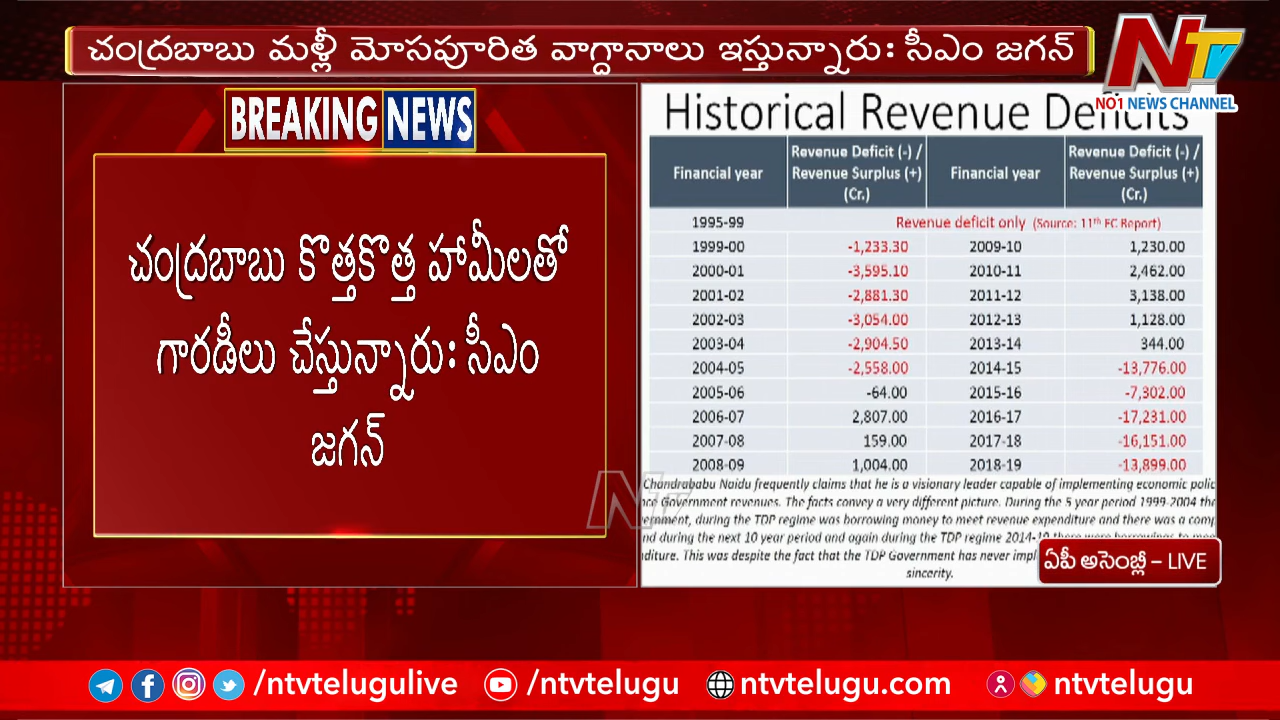 చంద్రబాబు మళ్లీ మోసపూరిత వాగ్దానాలు ఇస్తున్నారు: సీఎం జగన్
NTV
NO1 NEWS CHANNEL
BREAKING NEWS
చంద్రబాబు కొత్తకొత్త హామీలతో
గారడీలు చేస్తున్నారు: సీఎం
జగన్
Historical Revenue Deficits
Financial year Revenue Deficit (-) / Revenue Surplus (+) (Cr.) Financial year Revenue Deficit (-) / Revenue Surplus (+) (Cr.)
1995-99 Revenue deficit only (Source: 11th FC Report)
1999-00 -1,233.30 2009-10 1,230.00
2000-01 -3,595.10 2010-11 2,462.00
2001-02 -2,881.30 2011-12 3,138.00
2002-03 -3,054.00 2012-13 1,128.00
2003-04 -2,904.50 2013-14 344.00
2004-05 -2,558.00 2014-15 -13,776.00
2005-06 -64.00 2015-16 -7,302.00
2006-07 2,807.00 2016-17 -17,231.00
2007-08 159.00 2017-18 -16,151.00
2008-09 1,004.00 2018-19 -13,899.00
Chandrababu Naidu frequently claims that he is a visionary leader capable of implementing economic
Government revenues. The facts convey a very different picture. During the 5 year period 1999-2004
during the TDP regime was borrowing money to meet revenue expenditure and there was a
during the next 10 year period and again during the TDP regime 2014-19 there were borrowings to
This was despite the fact that the TDP Government has never
sincerity.
NTV
ఏపీ అసెంబ్లీ – LIVE
/ntvtelugulive /ntvtelugu ntvtelugu.com ntvtelugu